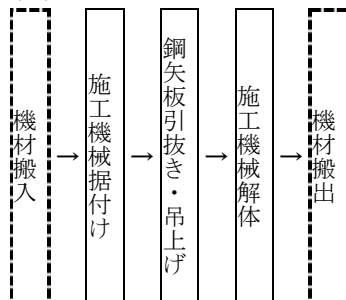 機材搬入
→
施工機械据付け
→
鋼矢板引抜き・吊上げ
→
施工機械解体
→
機材搬出